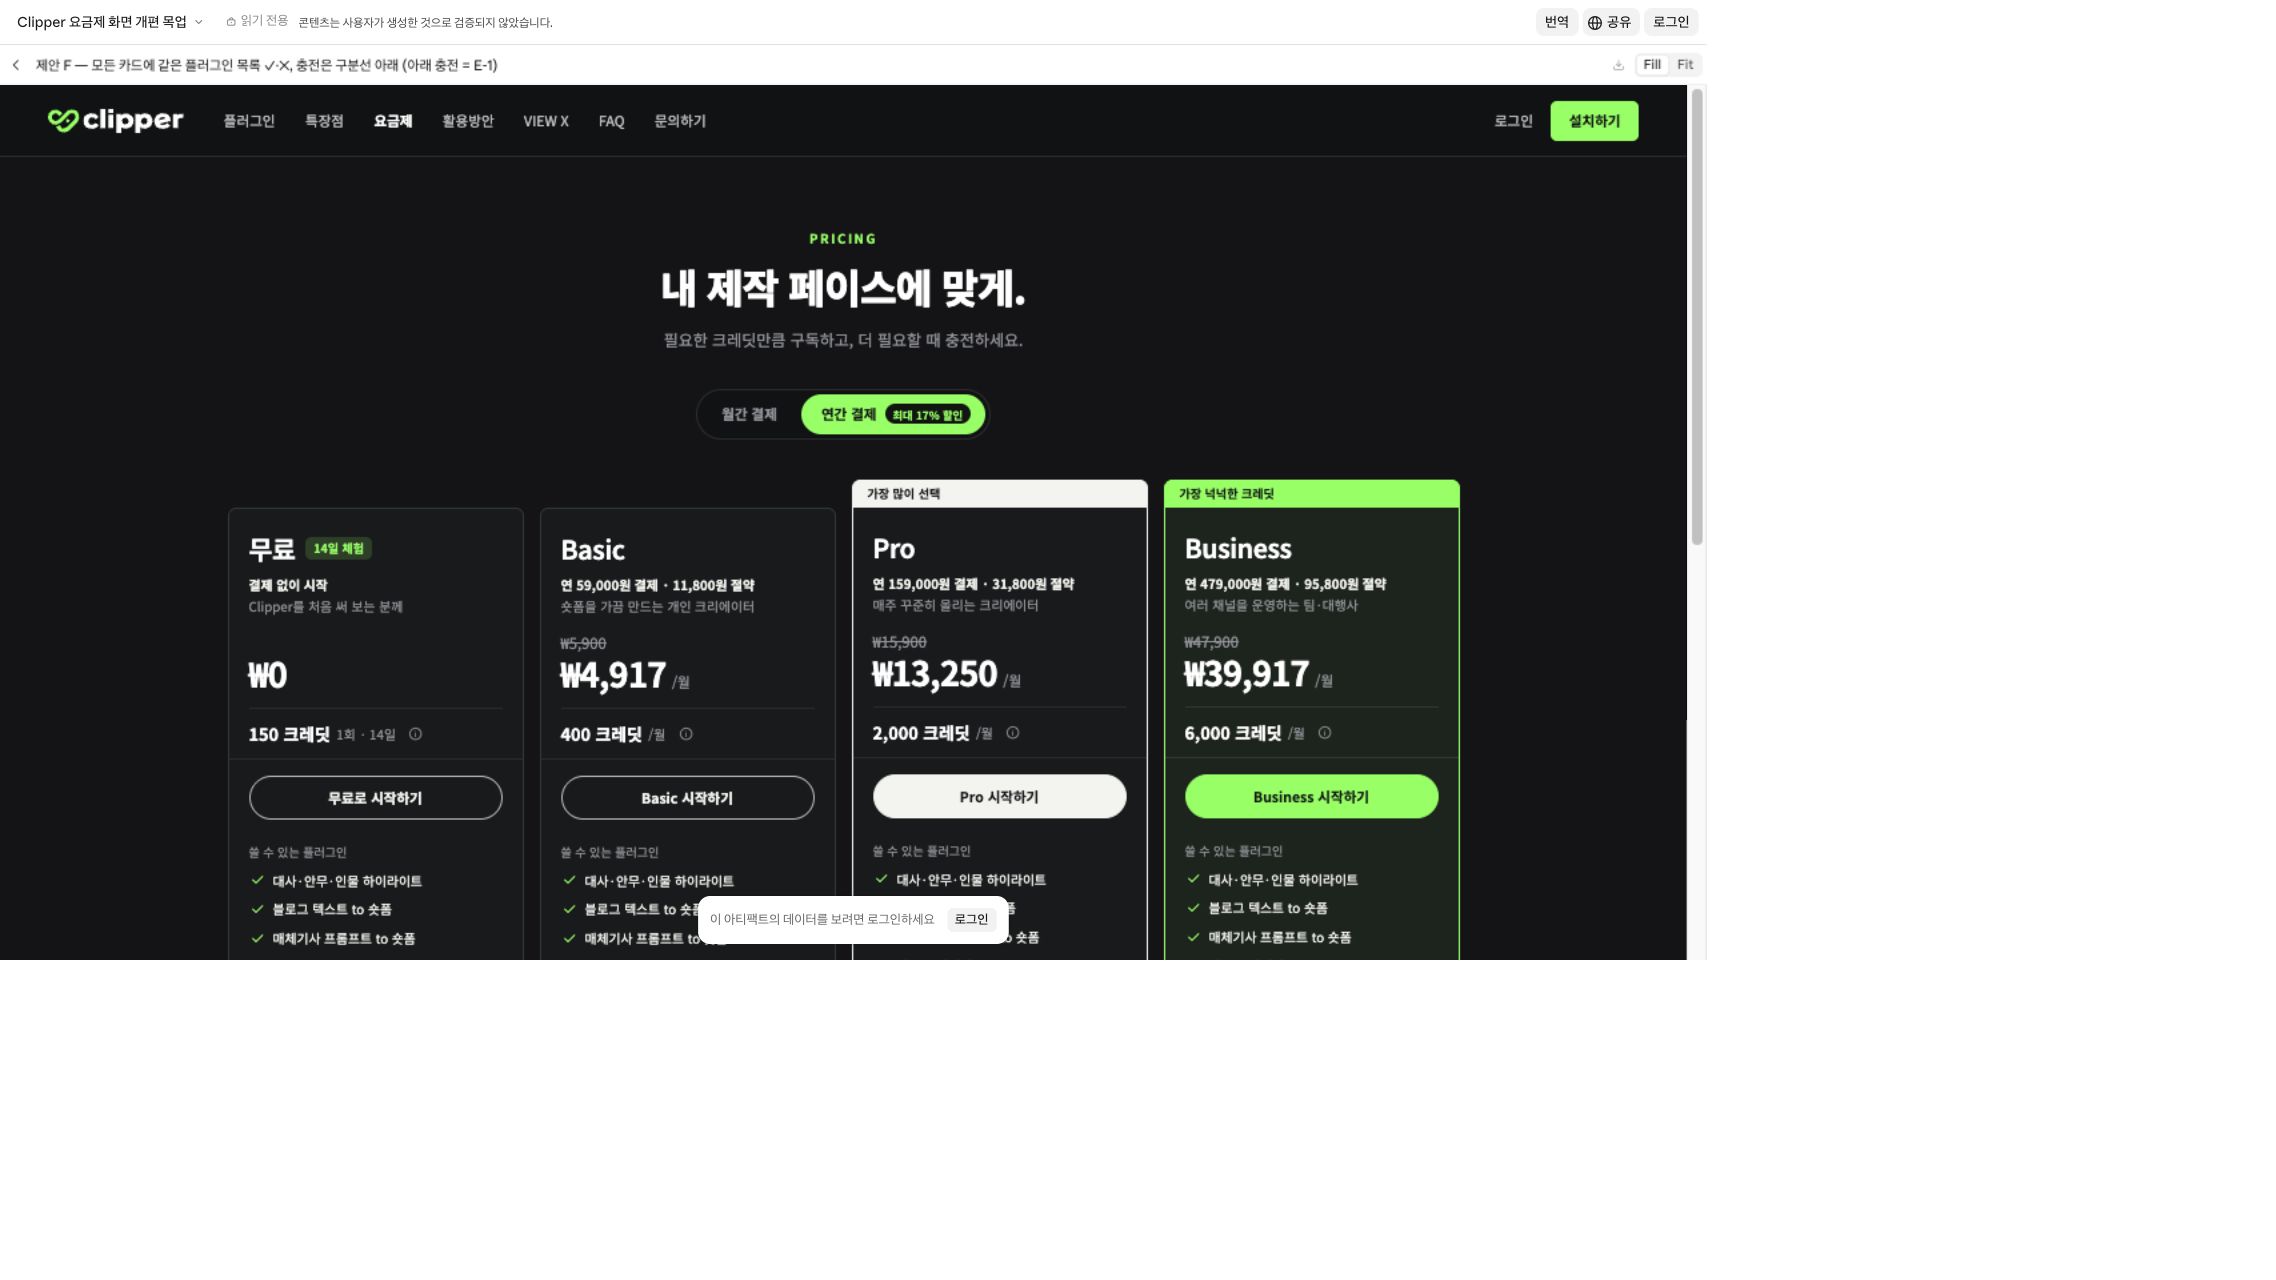 Clipper 요금제 화면 개편 목업
읽기 전용
콘텐츠는 사용자가 생성한 것으로 검증되지 않았습니다.
번역
공유
로그인
제안 F — 모든 카드에 같은 플러그인 목록 ✓·✕, 충전은 구분선 아래 (아래 충전 = E-1)
Fill
Fit
clipper
플러그인
특장점
요금제
활용방안
VIEW X
FAQ
문의하기
로그인
설치하기
PRICING
내 제작 페이스에 맞게.
필요한 크레딧만큼 구독하고, 더 필요할 때 충전하세요.
월간 결제
연간 결제 최대 17% 할인
무료 14일 체험
결제 없이 시작
Clipper를 처음 써 보는 분께
₩0
150 크레딧 1회 · 14일
무료로 시작하기
쓸 수 있는 플러그인
대사·안무·인물 하이라이트
블로그 텍스트 to 숏폼
매체기사 프롬프트 to 숏폼
Basic
연 59,000원 결제 · 11,800원 절약
숏폼을 가끔 만드는 개인 크리에이터
₩5,900
₩4,917 /월
400 크레딧 /월
Basic 시작하기
쓸 수 있는 플러그인
대사·안무·인물 하이라이트
블로그 텍스트 to
매체기사 프롬프트 to
가장 많이 선택
Pro
연 159,000원 결제 · 31,800원 절약
매주 꾸준히 올리는 크리에이터
₩15,900
₩13,250 /월
2,000 크레딧 /월
Pro 시작하기
쓸 수 있는 플러그인
대사·안무·인물 하이라이트
숏폼
가장 넉넉한 크레딧
Business
연 479,000원 결제 · 95,800원 절약
여러 채널을 운영하는 팀·대행사
₩47,900
₩39,917 /월
6,000 크레딧 /월
Business 시작하기
쓸 수 있는 플러그인
대사·안무·인물 하이라이트
블로그 텍스트 to 숏폼
매체기사 프롬프트 to 숏폼
이 아티팩트의 데이터를 보려면 로그인하세요
로그인